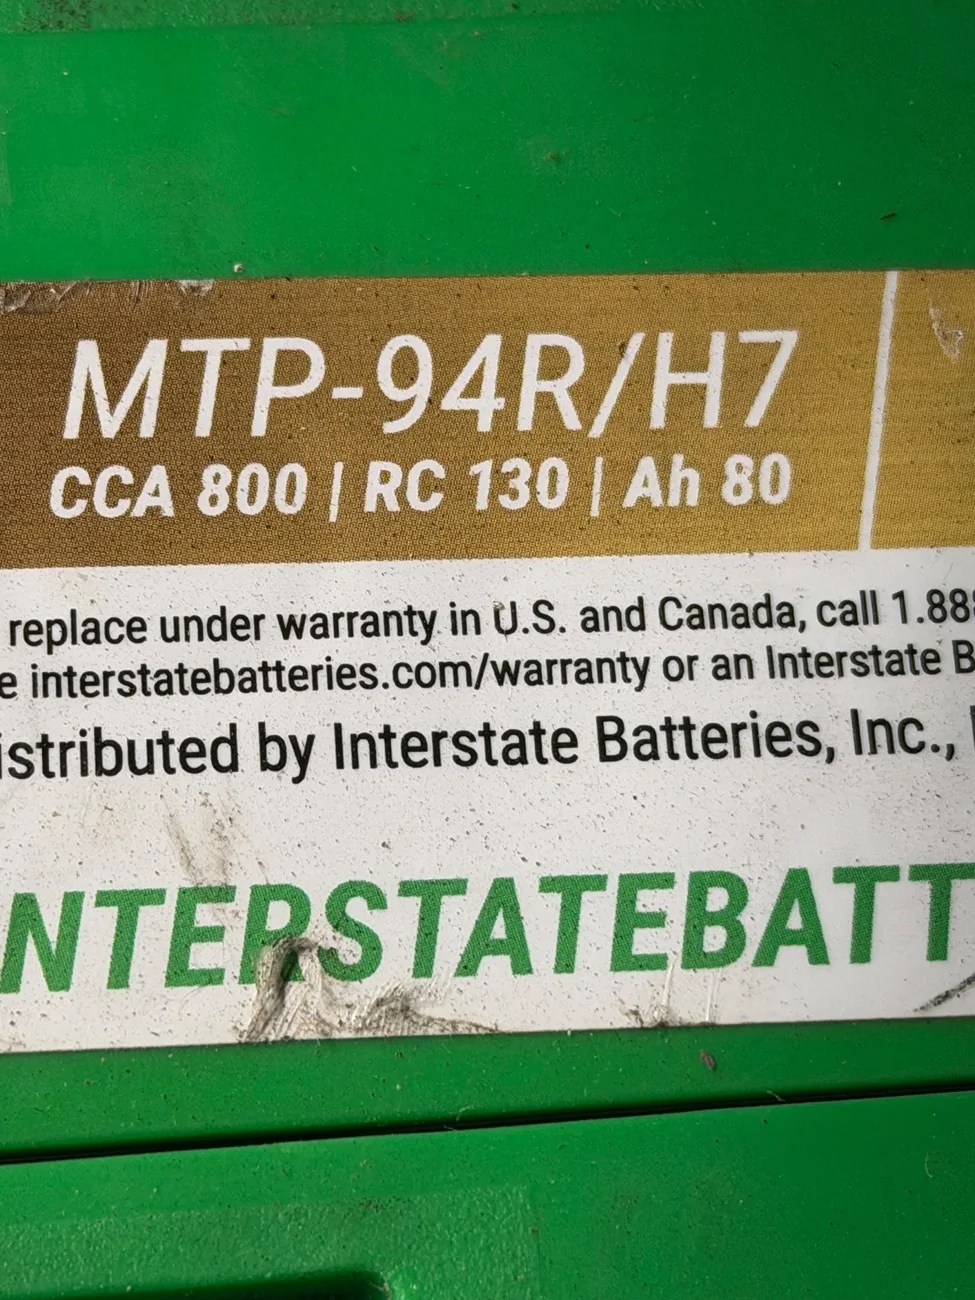 MTP-94R/H7
CCA 800 | RC 130 | Ah 80
replace under warranty in U.S. and Canada, call 1.88
e interstatebatteries.com/warranty or an Interstate B
istributed by Interstate Batteries, Inc.,
NTERSTATEBATT